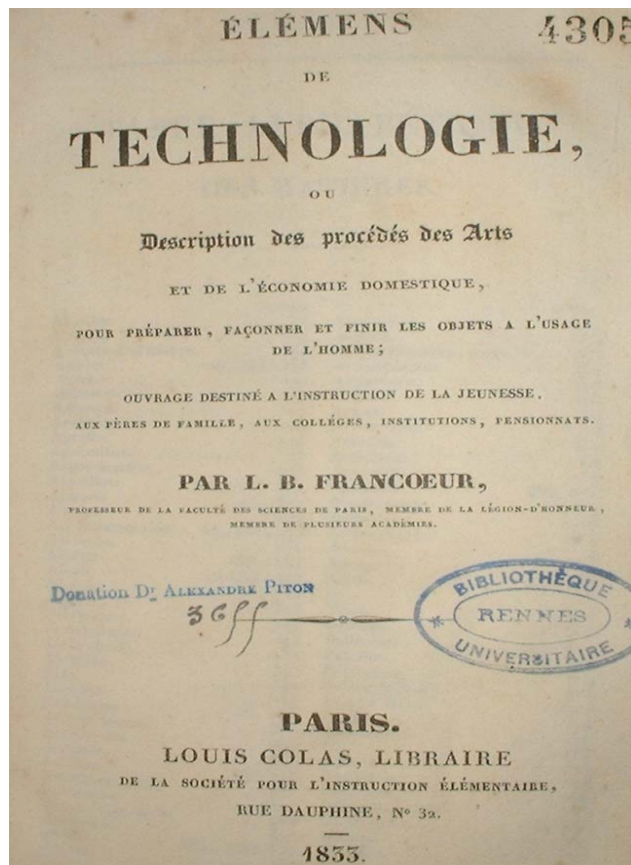 ÉLÉMENS
4305
DE
TECHNOLOGIE,
OU
Description des procédés des Arts
ET DE L'ÉCONOMIE DOMESTIQUE,
POUR PRÉPARER, FAÇONNER ET FINIR LES OBJETS A L'USAGE
DE L'HOMME;
OUVRAGE DESTINÉ A L'INSTRUCTION DE LA JEUNESSE,
AUX PÈRES DE FAMILLE, AUX COLLÉGES, INSTITUTIONS, PENSIONNATS.
PAR L. B. FRANCOEUR,
PROFESSEUR DE LA FACULTÉ DES SCIENCES DE PARIS, MEMBRE DE LA LÉGION-D'HONNEUR,
MEMBRE DE PLUSIEURS ACADÉMIES.
Donation Dr ALEXANDRE PITON
BIBLIOTHÈQUE
RENNES
UNIVERSITAIRE
PARIS.
LOUIS COLAS, LIBRAIRE
DE LA SOCIÉTÉ POUR L'INSTRUCTION ÉLÉMENTAIRE,
RUE DAUPHINE, No 32.
1833.